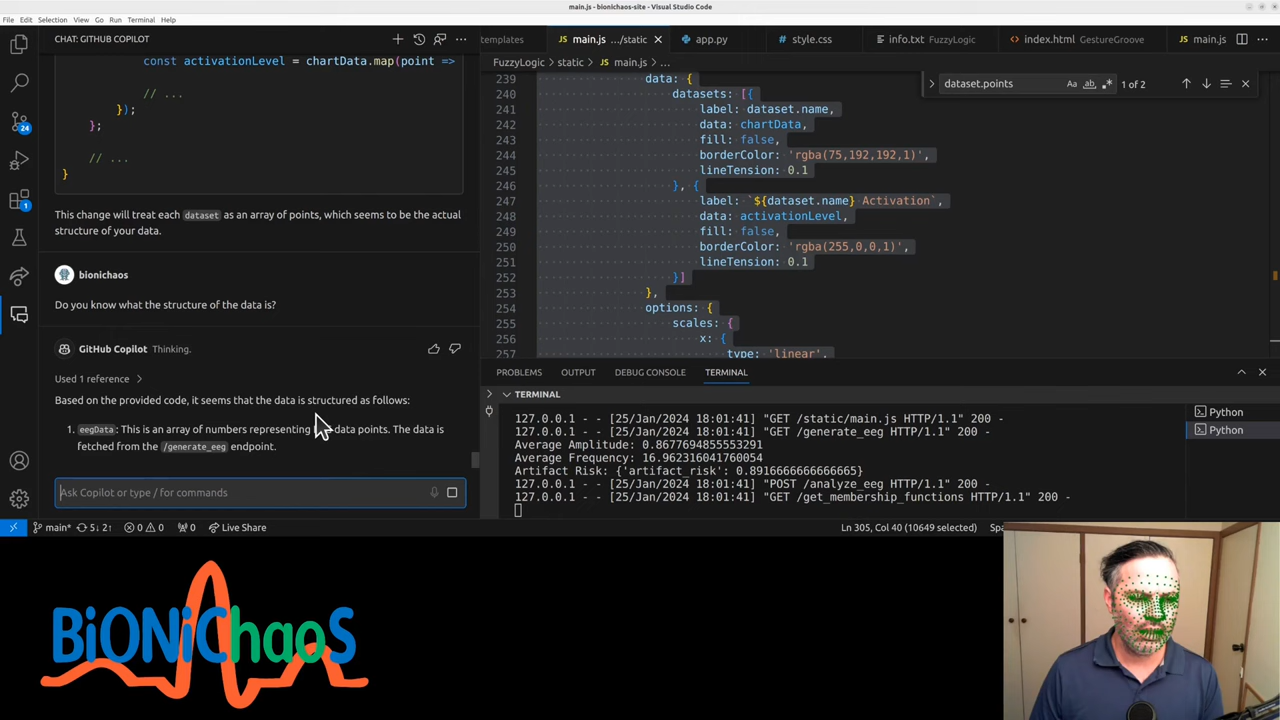 main.js - bionichaos-site - Visual Studio Code
File Edit Selection View Go Run Terminal Help
CHAT: GITHUB COPILOT
templates
main.js .../static
app.py
style.css
info.txt FuzzyLogic
index.html GestureGroove
main.js
FuzzyLogic > static > main.js > ...
dataset.points
Aa
ab
1 of 2
const activationLevel = chartData.map(point =>
// ...
});
};
// ...
}
This change will treat each dataset as an array of points, which seems to be the actual
structure of your data.
bionichaos
Do you know what the structure of the data is?
GitHub Copilot Thinking.
Used 1 reference >
Based on the provided code, it seems that the data is structured as follows:
1. eegData: This is an array of numbers representing data points. The data is
fetched from the /generate_eeg endpoint.
Ask Copilot or type / for commands
24
1
239 data: {
240 datasets: [{
241 label: dataset.name,
242 data: chartData,
243 fill: false,
244 borderColor: 'rgba(75,192,192,1)',
245 lineTension: 0.1
246 }, {
247 label: `${dataset.name} Activation`,
248 data: activationLevel,
249 fill: false,
250 borderColor: 'rgba(255,0,0,1)',
251 lineTension: 0.1
252 }]
253 },
254 options: {
255 scales: {
256 x: {
257 type: 'linear',
PROBLEMS OUTPUT DEBUG CONSOLE TERMINAL
TERMINAL
127.0.0.1 - - [25/Jan/2024 18:01:41] "GET /static/main.js HTTP/1.1" 200 -
127.0.0.1 - - [25/Jan/2024 18:01:41] "GET /generate_eeg HTTP/1.1" 200 -
Average Amplitude: 0.8677694855553291
Average Frequency: 16.962316041760054
Artifact Risk: {'artifact_risk': 0.8916666666666665}
127.0.0.1 - - [25/Jan/2024 18:01:41] "POST /analyze_eeg HTTP/1.1" 200 -
127.0.0.1 - - [25/Jan/2024 18:01:41] "GET /get_membership_functions HTTP/1.1" 200 -
Python
Python
main* 5↓ 2↑ 0 0 0 Live Share
Ln 305, Col 40 (10649 selected)
BiONiChaoS